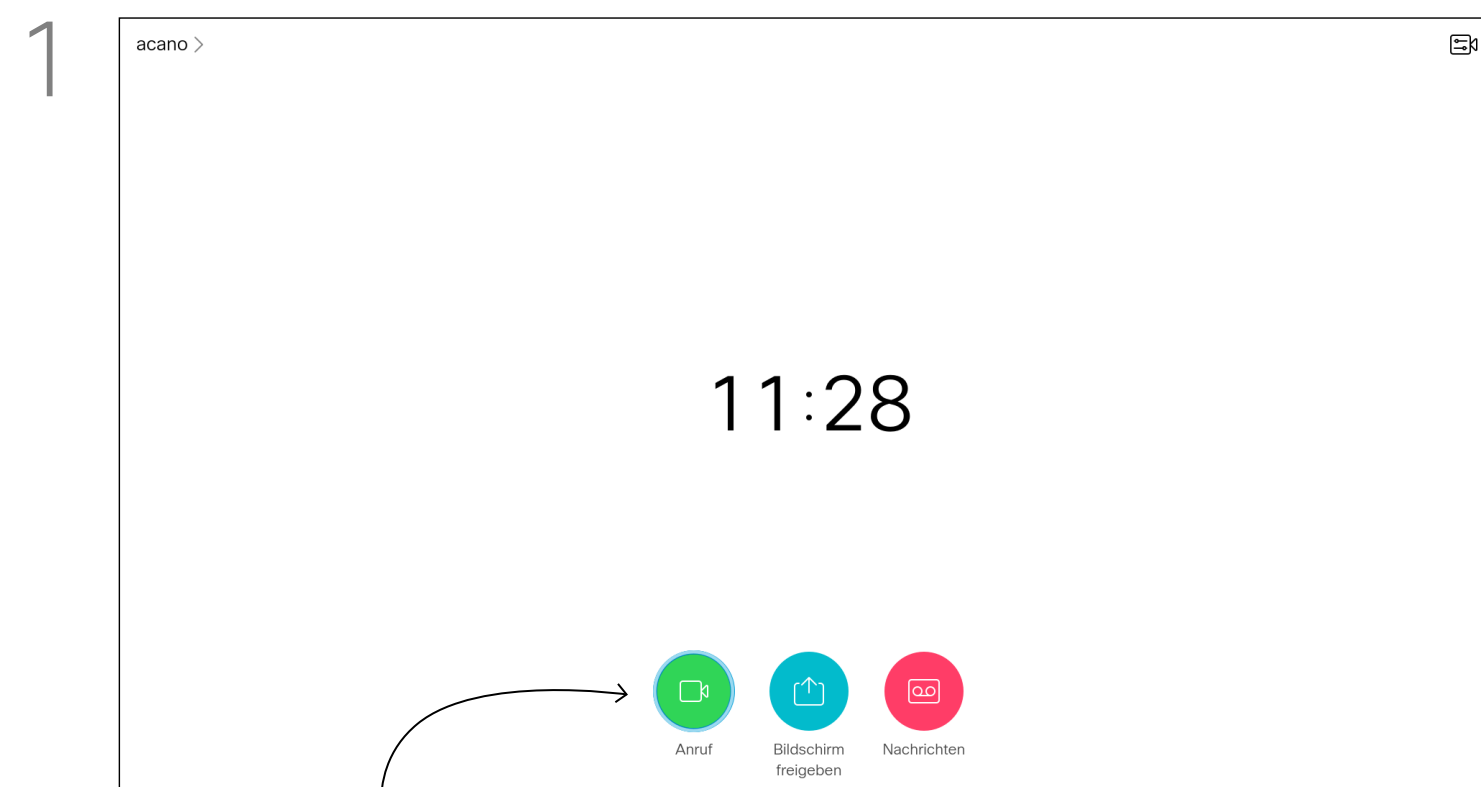 1
acano >
11:28
Anruf
Bildschirm
freigeben
Nachrichten